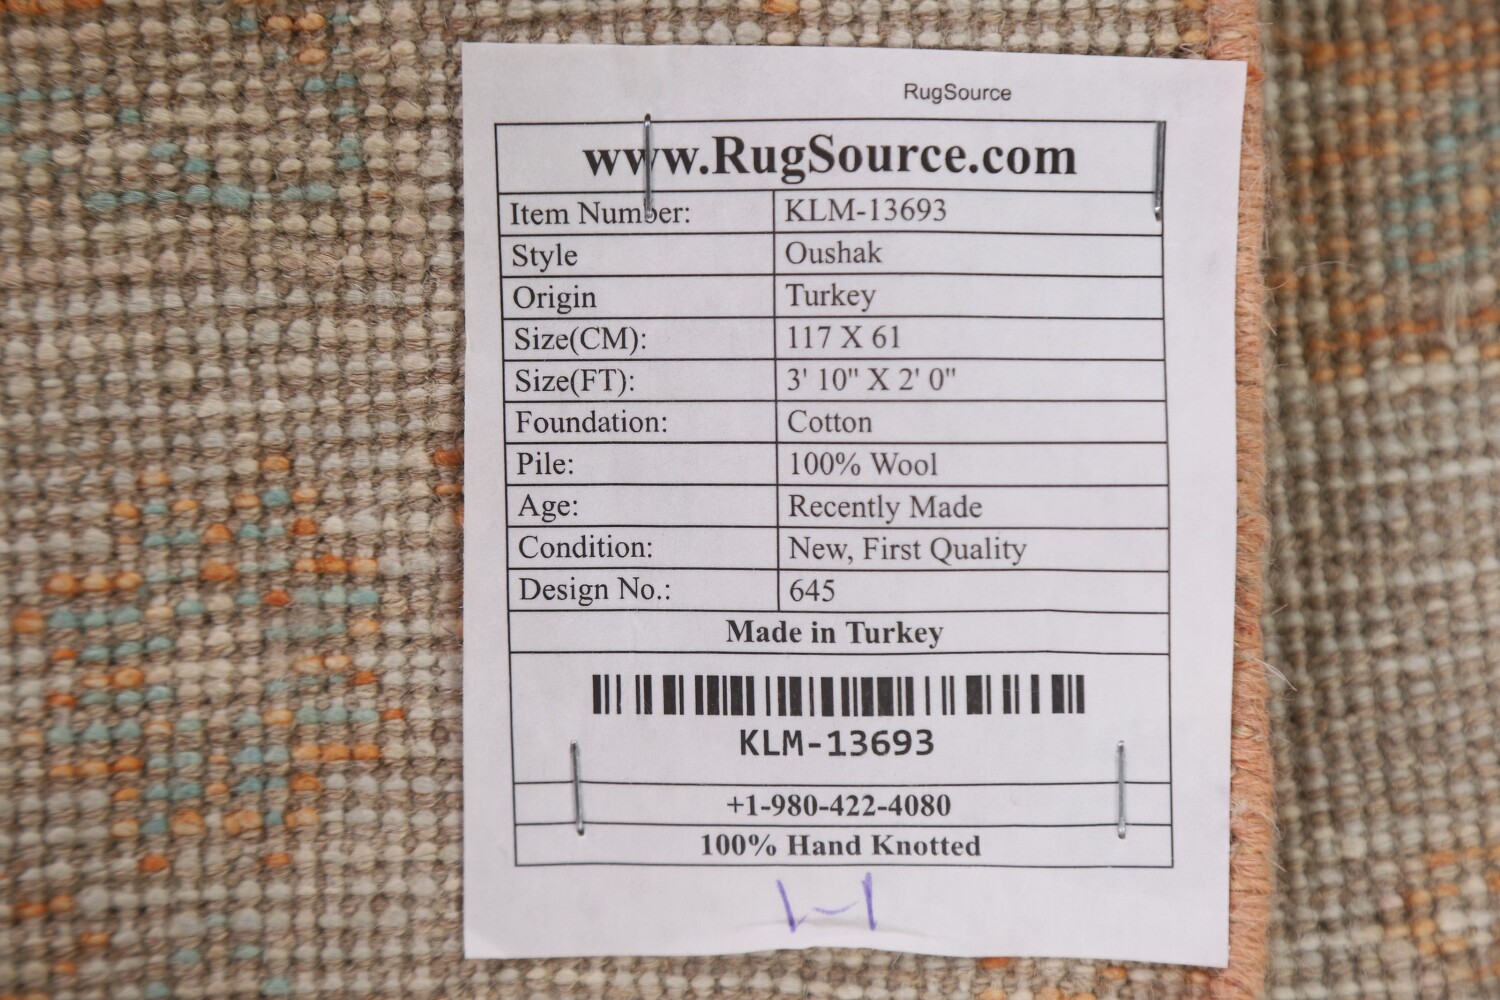 RugSource
www.RugSource.com
Item Number: KLM-13693
Style Oushak
Origin Turkey
Size(CM): 117 X 61
Size(FT): 3' 10" X 2' 0"
Foundation: Cotton
Pile: 100% Wool
Age: Recently Made
Condition: New, First Quality
Design No.: 645
Made in Turkey
KLM-13693
+1-980-422-4080
100% Hand Knotted